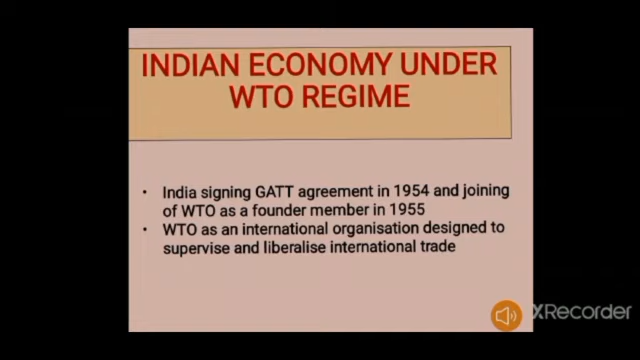 INDIAN ECONOMY UNDER
WTO REGIME
• India signing GATT agreement in 1954 and joining
of WTO as a founder member in 1955
• WTO as an international organisation designed to
supervise and liberalise international trade
XRecorder